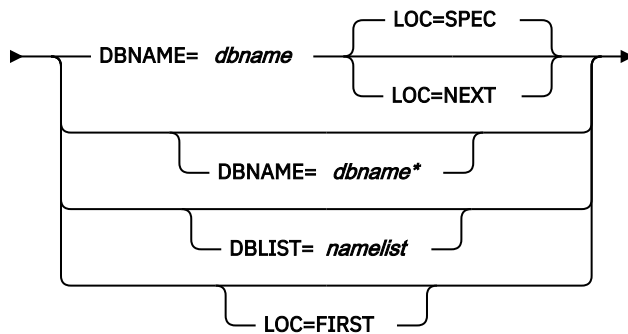 LOC=SPEC
DBNAME= dbname
LOC=NEXT
DBNAME= dbname*
DBLIST= namelist
LOC=FIRST